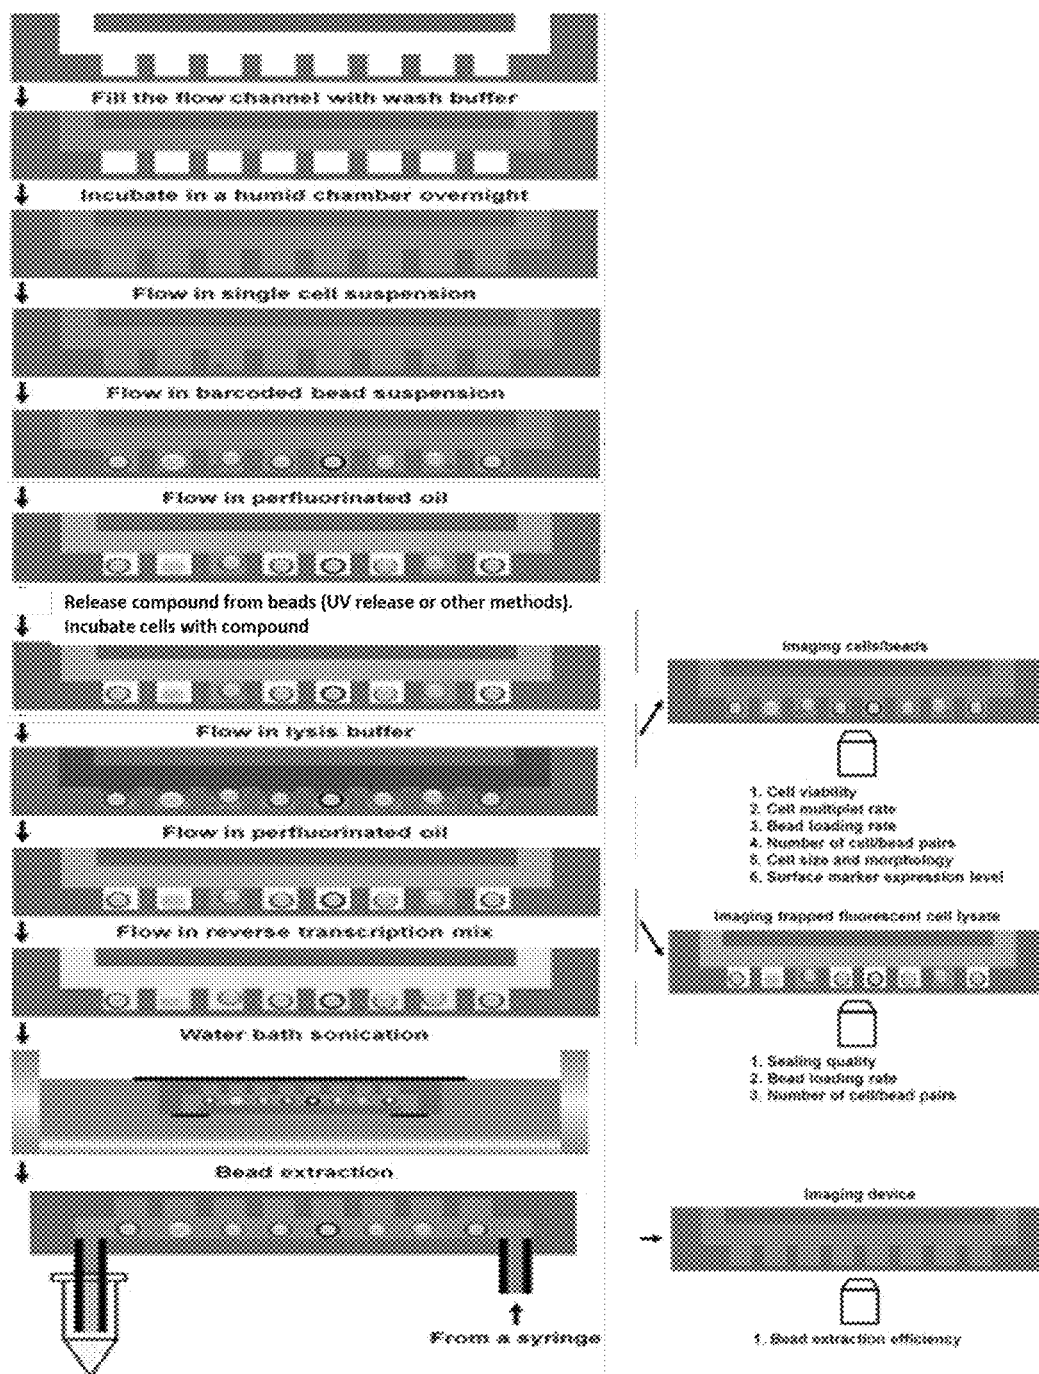 Fill the flow channel with wash buffer
Incubate in a humid chamber overnight
Flow in single cell suspension
Flow in barcoded bead suspension
Flow in perfluorinated oil
Release compound from beads (UV release or other methods).
Incubate cells with compound
Flow in lysis buffer
Flow in perfluorinated oil
Flow in reverse transcription mix
Water bath sonication
Bead extraction
From a syringe
Imaging cells/beads
1. Cell viability
2. Cell multiplet rate
3. Bead loading rate
4. Number of cell/bead pairs
5. Cell size and morphology
6. Surface marker expression level
Imaging trapped fluorescent cell lysate
1. Sealing quality
2. Bead loading rate
3. Number of cell/bead pairs
Imaging device
1. Bead extraction efficiency